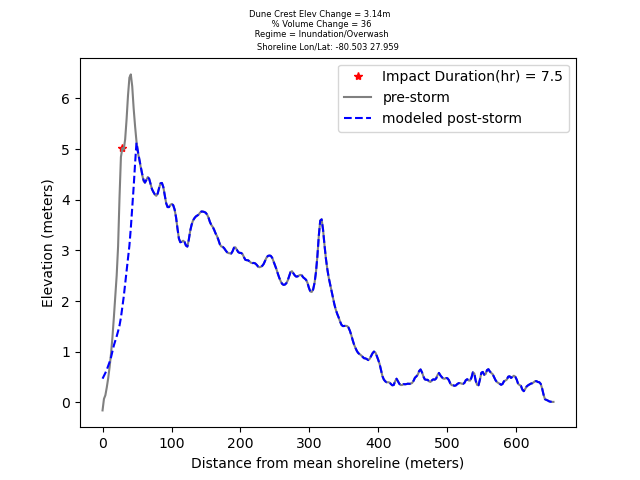 Dune Crest Elev Change = 3.14m
% Volume Change = 36
Regime = Inundation/Overwash
Shoreline Lon/Lat: -80.503 27.959
Impact Duration(hr) = 7.5
pre-storm
modeled post-storm
Elevation (meters)
6
5
4
3
2
1
0
0 100 200 300 400 500 600
Distance from mean shoreline (meters)